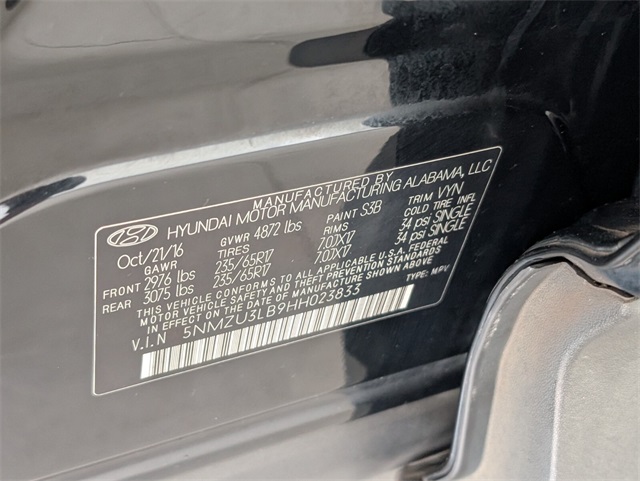 MANUFACTURED BY
HYUNDAI MOTOR MANUFACTURING ALABAMA, LLC
Oct/21/16 GVWR 4872 lbs PAINT S3B TRIM VYN
GAWR TIRES RIMS COLD TIRE INFL
FRONT 2976 lbs 235/65R17 7.0JX17 34 psi SINGLE
REAR 3075 lbs 235/65R17 7.0JX17 34 psi SINGLE
THIS VEHICLE CONFORMS TO ALL APPLICABLE U.S.A. FEDERAL
MOTOR VEHICLE SAFETY AND THEFT PREVENTION STANDARDS
IN EFFECT ON THE DATE OF MANUFACTURE SHOWN ABOVE.
V.I.N 5NMZU3LB9HH023833 TYPE: MPV